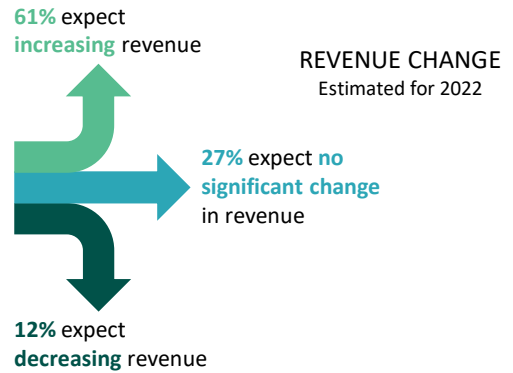 61% expect
increasing revenue
REVENUE CHANGE
Estimated for 2022
27% expect no
significant change
in revenue
12% expect
decreasing revenue